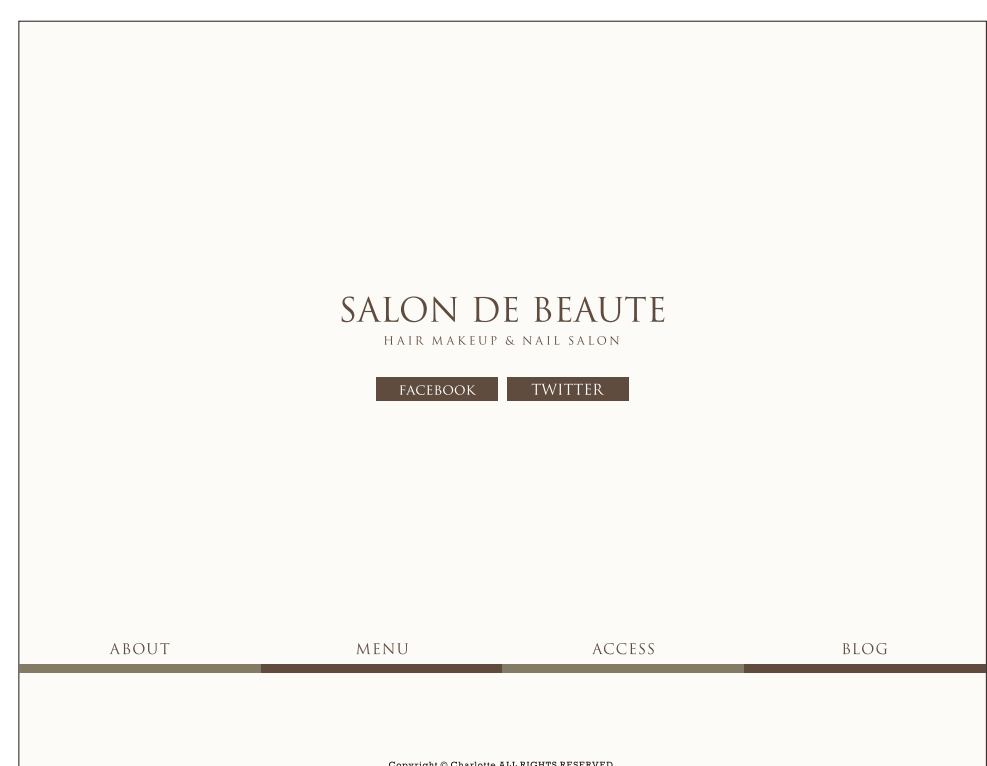 SALON DE BEAUTE
HAIR MAKEUP & NAIL SALON
FACEBOOK TWITTER
ABOUT MENU ACCESS BLOG
Copyright © Charlotte ALL RIGHTS RESERVED